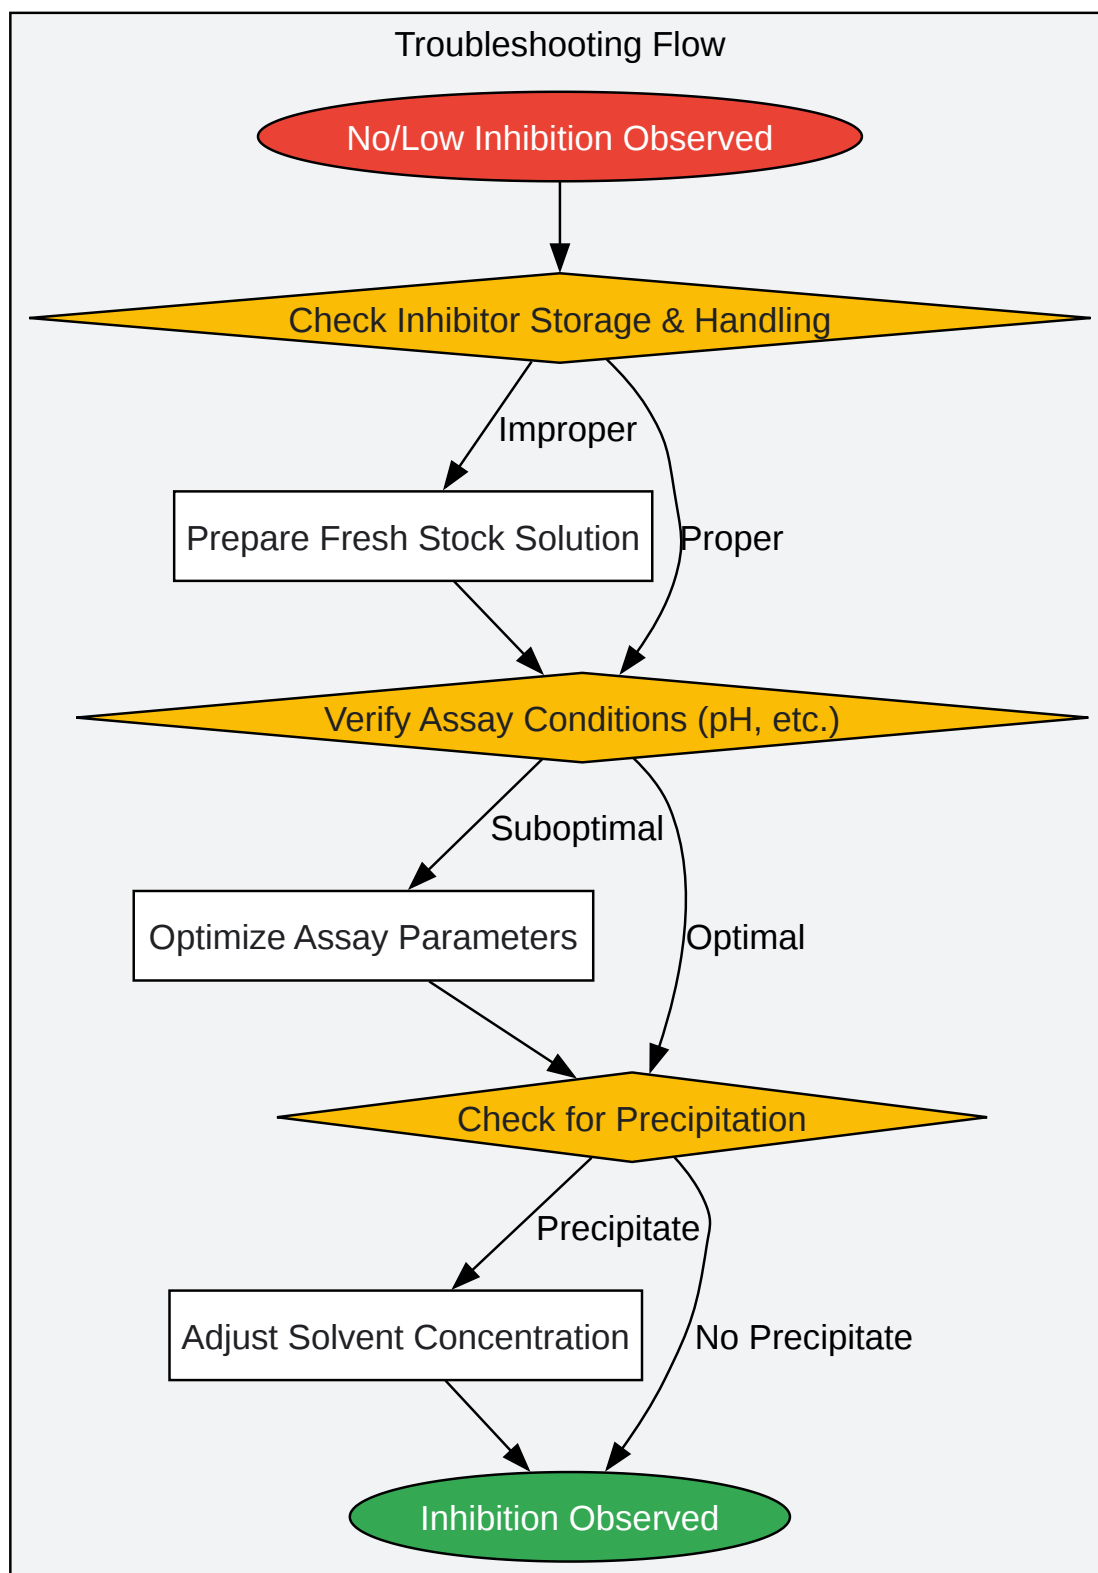 Troubleshooting Flow
No/Low Inhibition Observed
Check Inhibitor Storage & Handling
Improper
Prepare Fresh Stock Solution
Proper
Verify Assay Conditions (pH, etc.)
Suboptimal
Optimize Assay Parameters
Optimal
Check for Precipitation
Precipitate
Adjust Solvent Concentration
No Precipitate
Inhibition Observed